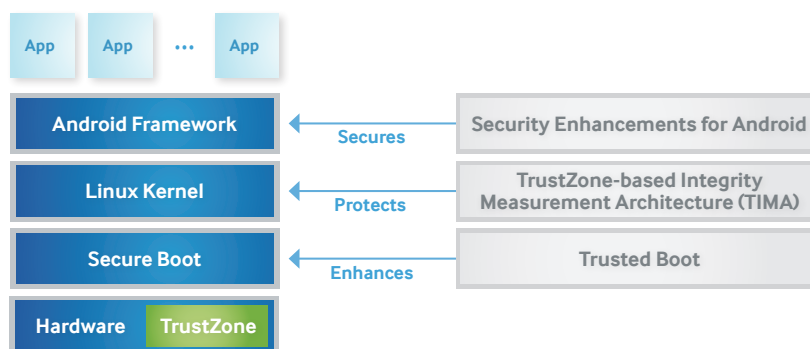 App App ... App
Android Framework
Secures
Security Enhancements for Android
Linux Kernel
Protects
TrustZone-based Integrity
Measurement Architecture (TIMA)
Secure Boot
Enhances
Trusted Boot
Hardware TrustZone